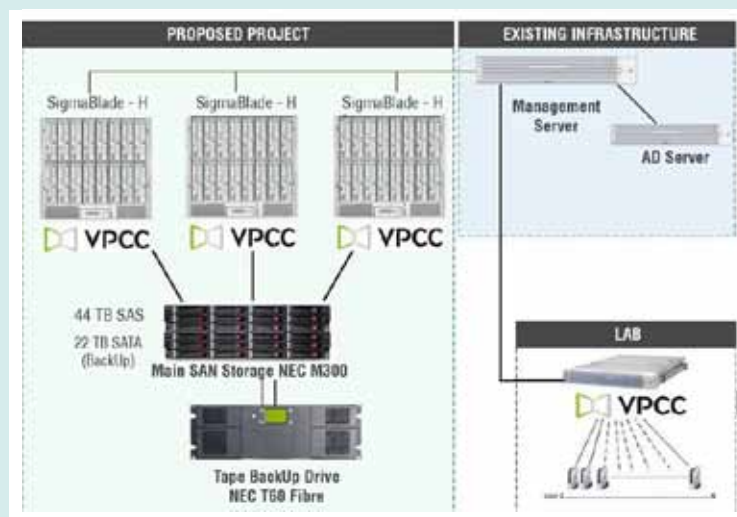 PROPOSED PROJECT
EXISTING INFRASTRUCTURE
SigmaBlade - H
SigmaBlade - H
SigmaBlade - H
Management
Server
AD Server
VPCC
VPCC
VPCC
44 TB SAS
22 TB SATA
(BackUp)
Main SAN Storage NEC M300
LAB
VPCC
Tape BackUp Drive
NEC T60 Fibre